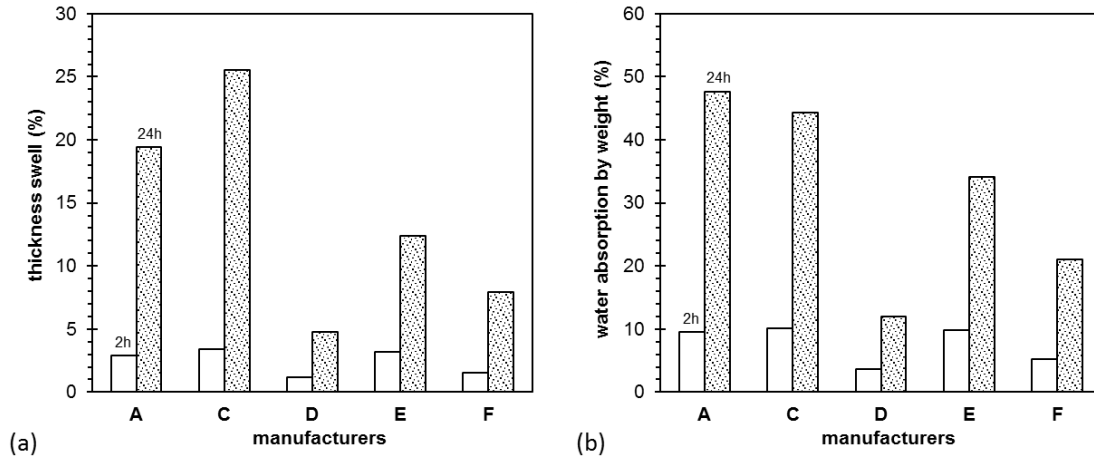 30
25
20
15
10
5
0
thickness swell (%)
24h
2h
A C D E F
manufacturers
(a)
60
50
40
30
20
10
0
water absorption by weight (%)
24h
2h
A C D E F
manufacturers
(b)